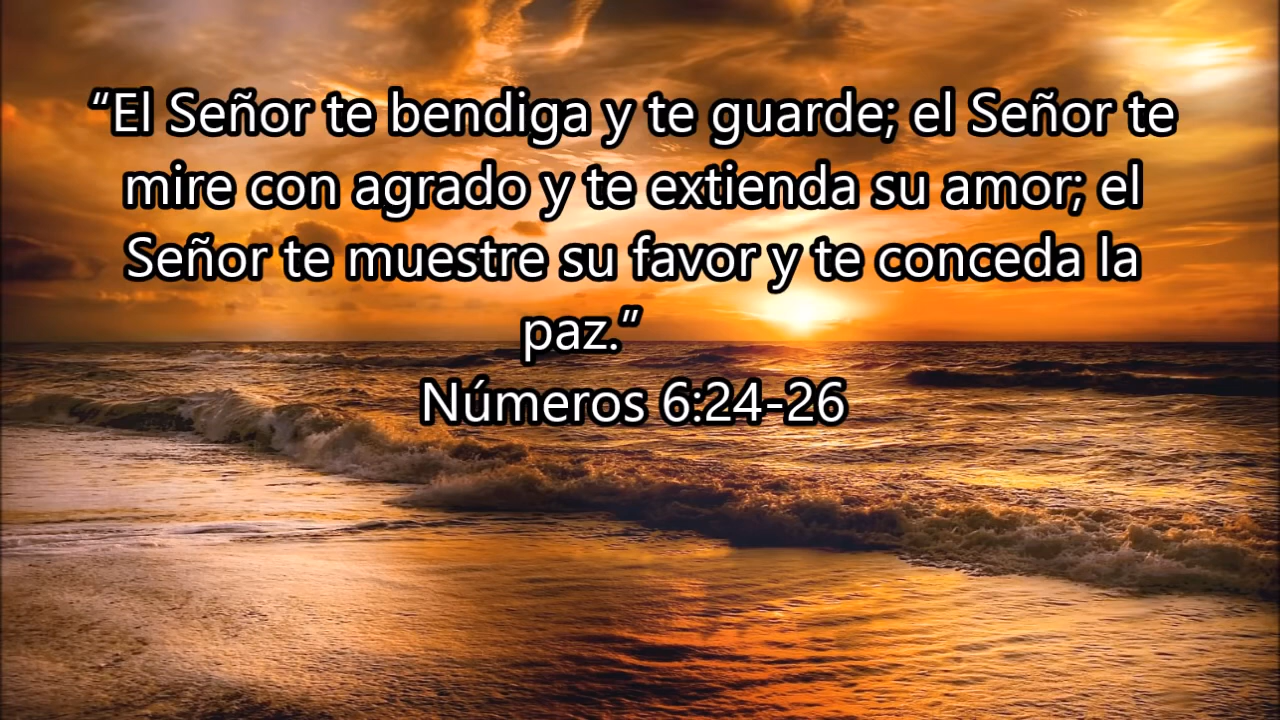 “El Señor te bendiga y te guarde; el Señor te
mire con agrado y te extienda su amor; el
Señor te muestre su favor y te conceda la
paz.”
Números 6:24-26